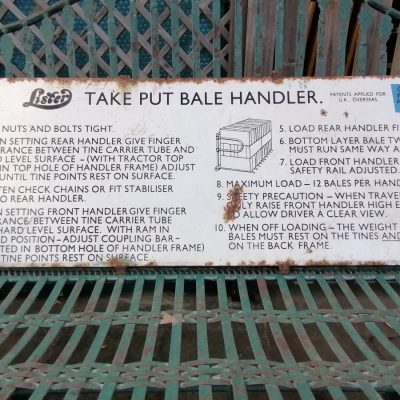 Lister TAKE PUT BALE HANDLER.
PATENTS APPLIED FOR
U.K., OVERSEAS.
NUTS AND BOLTS TIGHT.
N SETTING REAR HANDLER GIVE FINGER
RANCE BETWEEN TINE CARRIER TUBE AND
D LEVEL SURFACE - (WITH TRACTOR TOP
IN TOP HOLE OF HANDLER FRAME) ADJUST
UNTIL TINE POINTS REST ON SURFACE.
TEN CHECK CHAINS OR FIT STABILISER
O REAR HANDLER.
N SETTING FRONT HANDLER GIVE FINGER
RANCE/BETWEEN TINE CARRIER TUBE
HARD LEVEL SURFACE. WITH RAM IN
D POSITION - ADJUST COUPLING BAR -
TED IN BOTTOM HOLE OF HANDLER FRAME)
TINE POINTS REST ON SURFACE.
5. LOAD REAR HANDLER FI
6. BOTTOM LAYER BALE TW
MUST RUN SAME WAY A
7. LOAD FRONT HANDLER
SAFETY RAIL ADJUSTED.
8. MAXIMUM LOAD - 12 BALES PER HAND
9. SAFETY PRECAUTION - WHEN TRAVE
FULLY RAISE FRONT HANDLER HIGH E
TO ALLOW DRIVER A CLEAR VIEW.
10. WHEN OFF LOADING - THE WEIGHT
BALES MUST REST ON THE TINES AND
ON THE BACK FRAME.